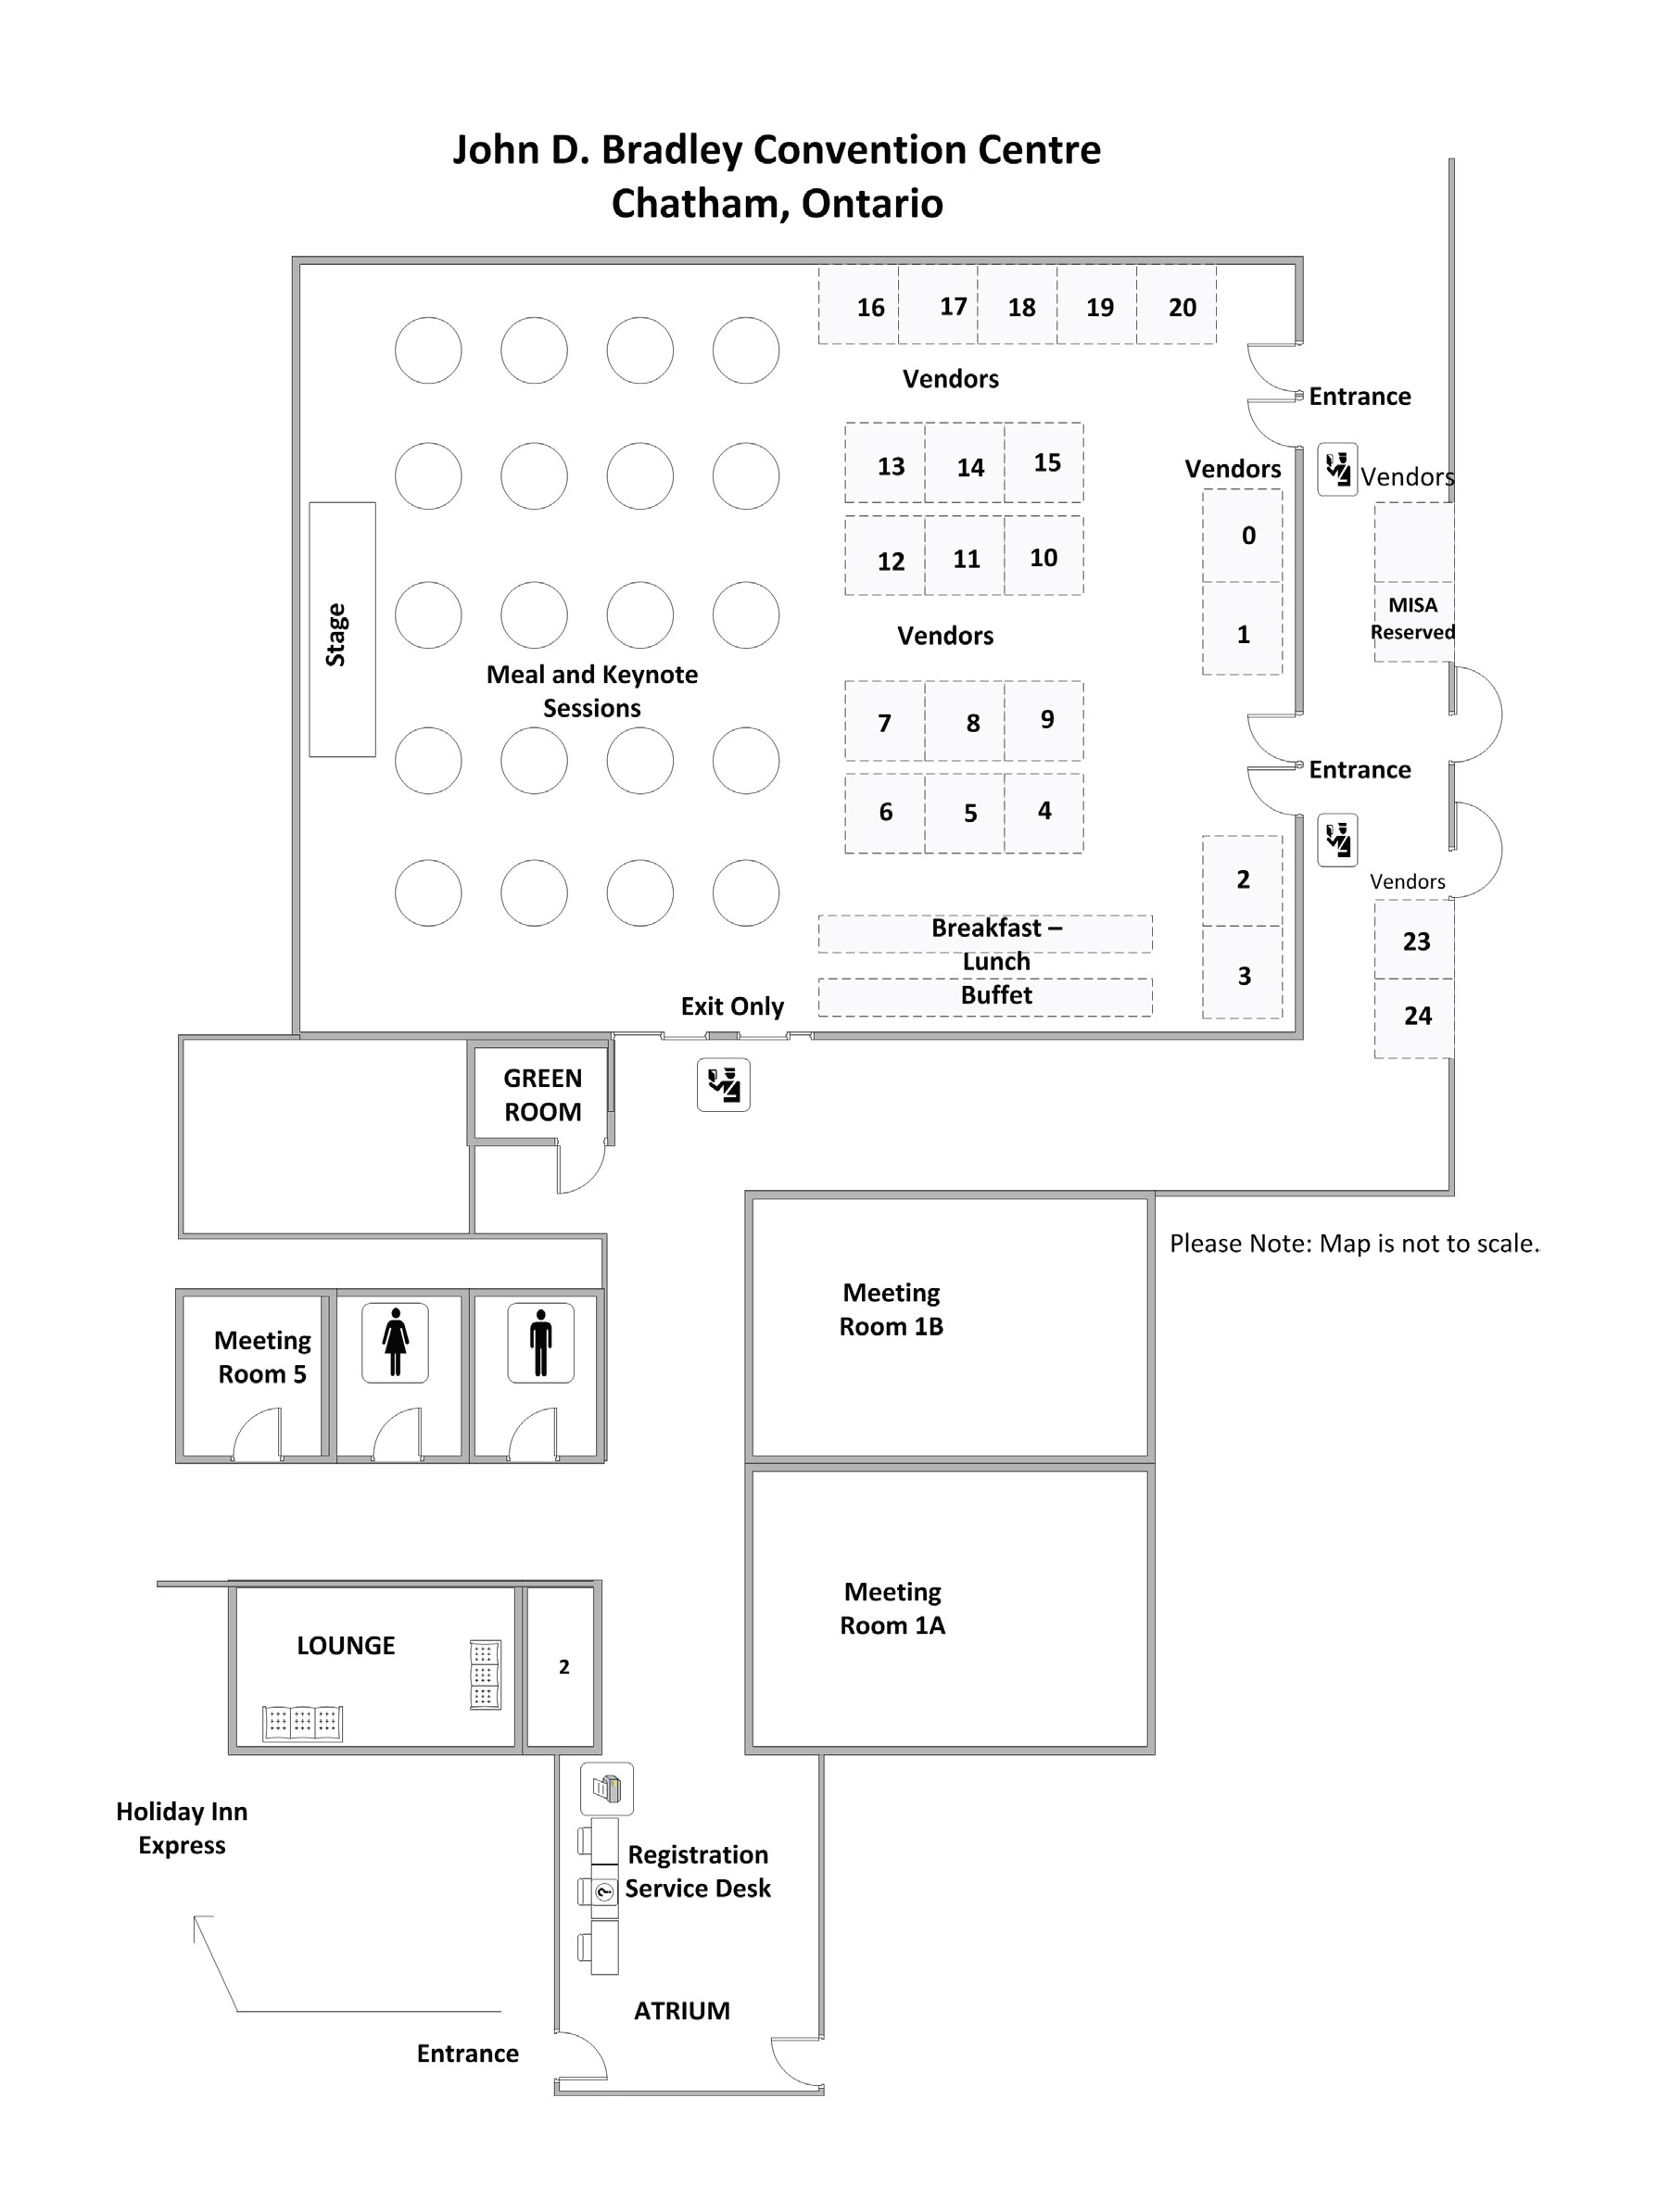 John D. Bradley Convention Centre
Chatham, Ontario
16 17 18 19 20
Vendors
Entrance
13 14 15
Vendors
Vendors
0
12 11 10
1
MISA
Reserved
Stage
Vendors
Meal and Keynote
Sessions
7 8 9
Entrance
6 5 4
2
Vendors
Breakfast –
Lunch
Buffet
3
23
24
Exit Only
GREEN
ROOM
Please Note: Map is not to scale.
Meeting
Room 1B
Meeting
Room 5
Meeting
Room 1A
LOUNGE
2
Holiday Inn
Express
Registration
Service Desk
?
ATRIUM
Entrance